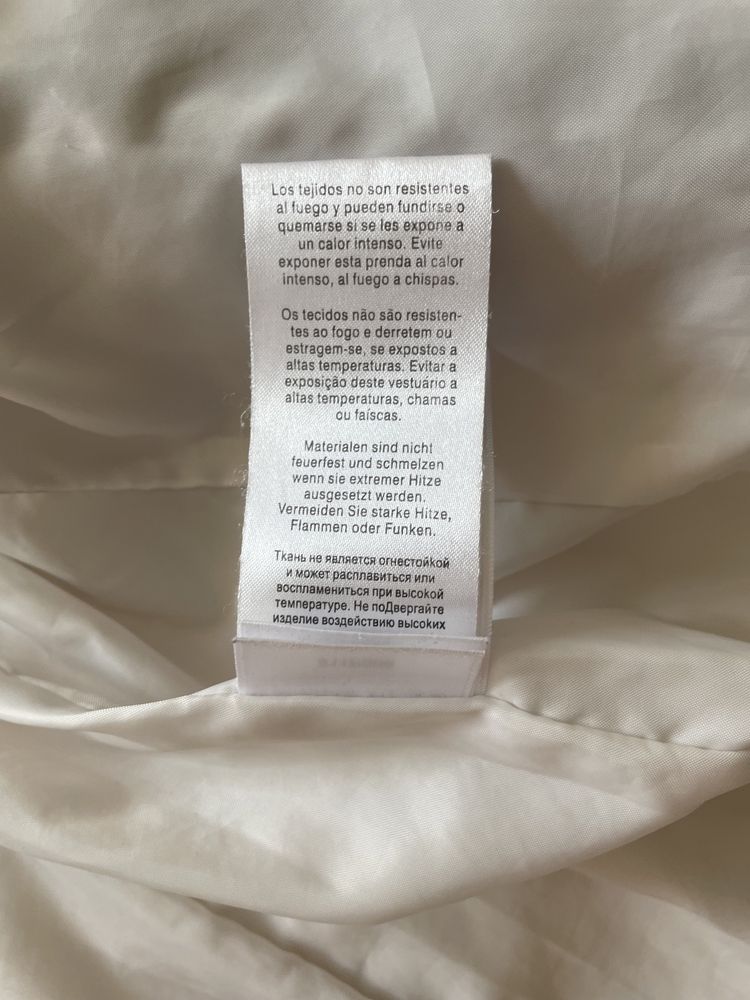 Los tejidos no son resistentes
al fuego y pueden fundirse o
quemarse si se les expone a
un calor intenso. Evite
exponer esta prenda al calor
intenso, al fuego a chispas.
Os tecidos não são resisten-
tes ao fogo e derretem ou
estragem-se, se expostos a
altas temperaturas. Evitar a
exposição deste vestuário a
altas temperaturas, chamas
ou faíscas.
Materialen sind nicht
feuerfest und schmelzen
wenn sie extremer Hitze
ausgesetzt werden.
Vermeiden Sie starke Hitze,
Flammen oder Funken.
Ткань не является огнестойкой
и может расплавиться или
воспламениться при высокой
температуре. Не поДвергайте
изделие воздействию высоких